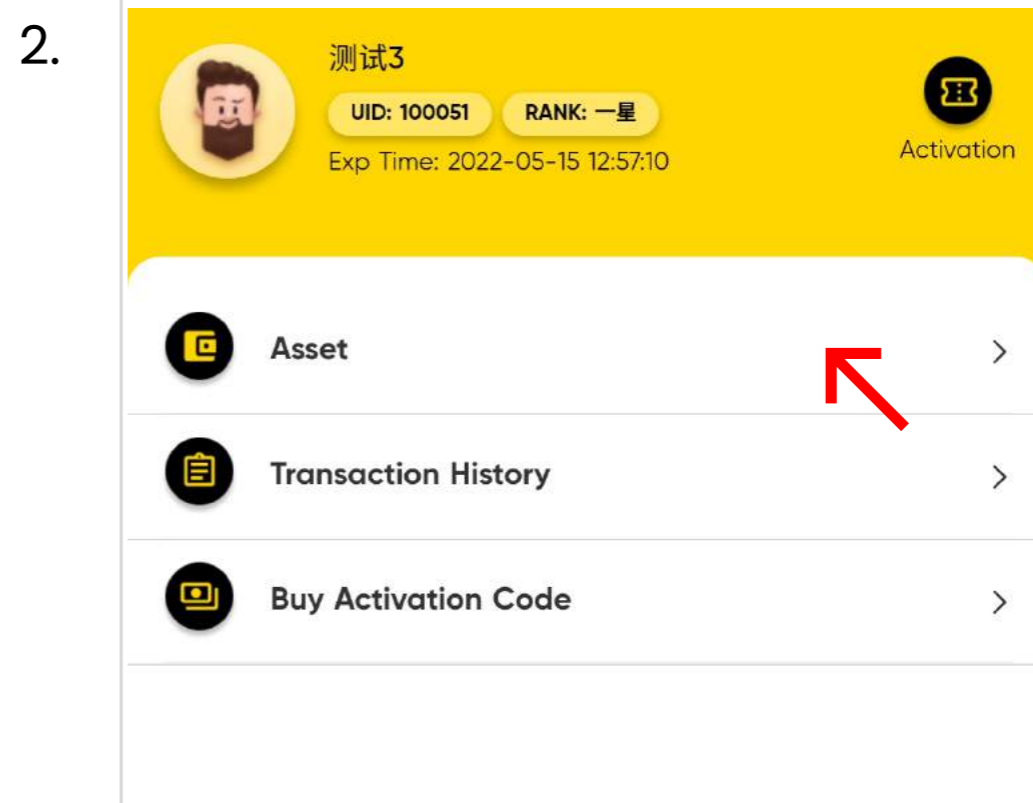 2.
测试3
Activation
UID: 100051 RANK: 一星
Exp Time: 2022-05-15 12:57:10
Asset
Transaction History
Buy Activation Code